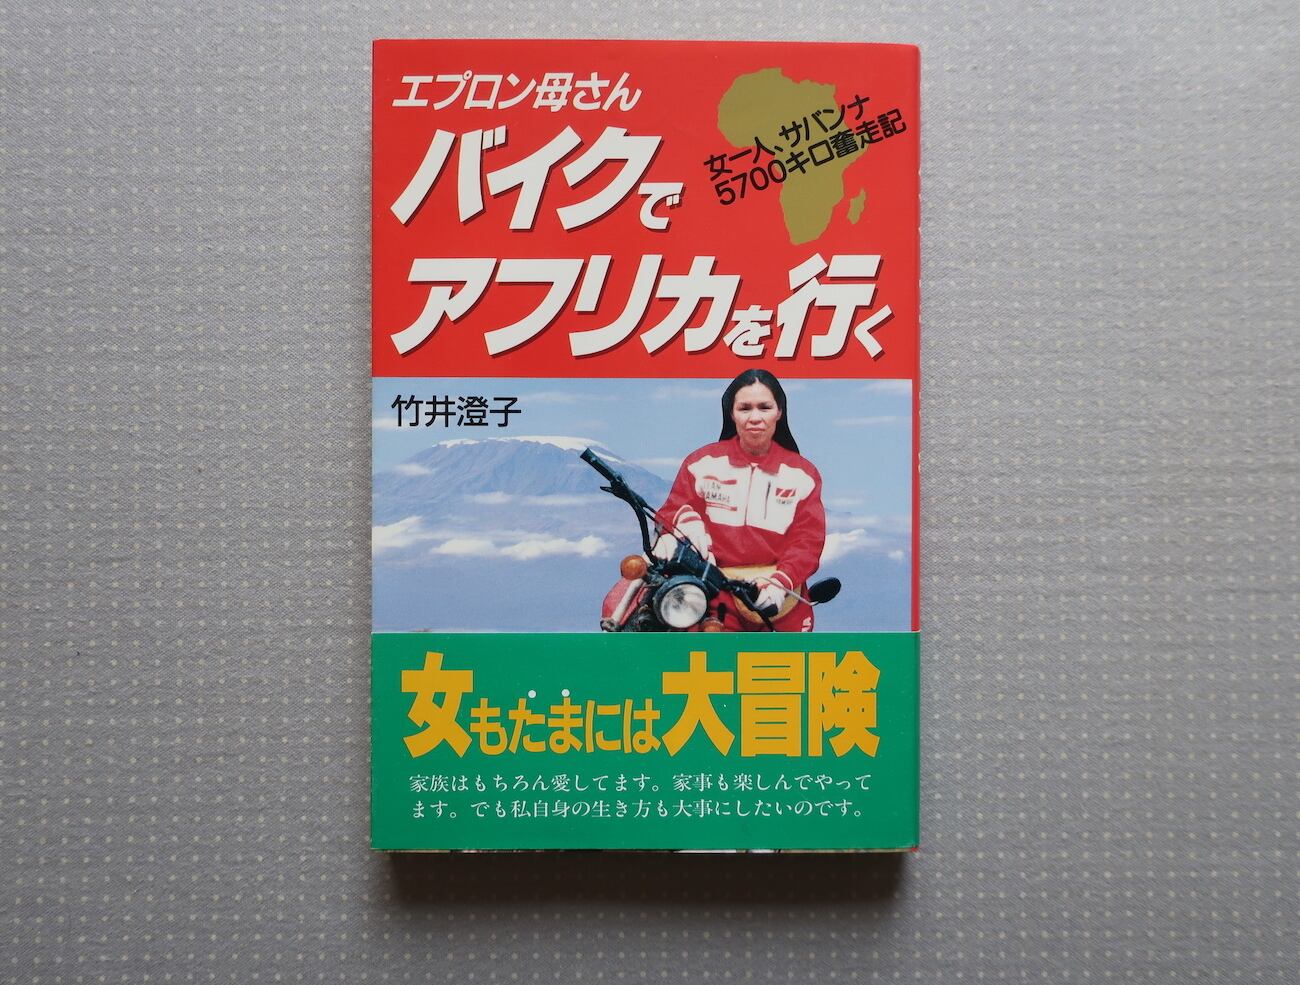 エプロン母さん
バイクで
アフリカを行く
女一人、サバンナ
5700キロ奮走記
竹井澄子
YAMAHA
女もたまには大冒険
家族はもちろん愛してます。家事も楽しんでやって
ます。でも私自身の生き方も大事にしたいのです。